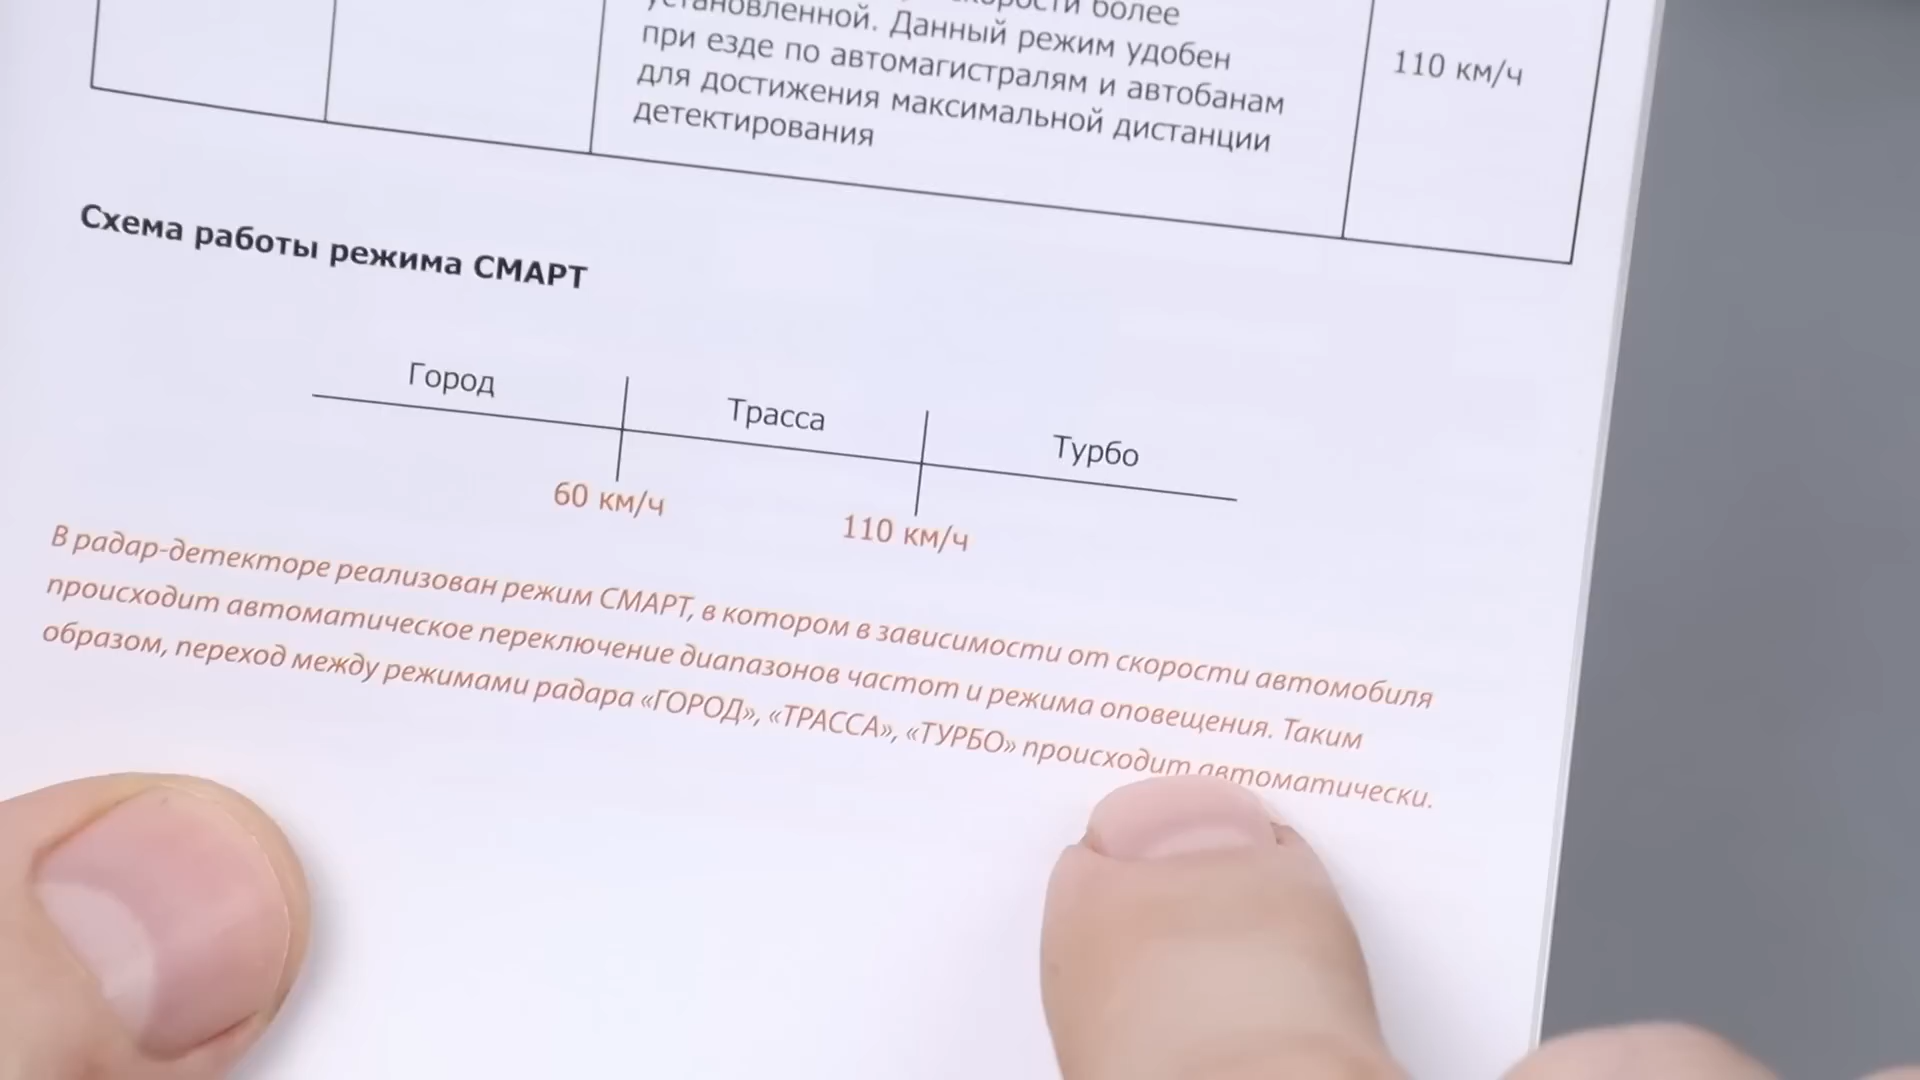 более
установленной. Данный режим удобен
при езде по автомагистралям и автобанам
для достижения максимальной дистанции
детектирования
110 км/ч
Схема работы режима СМАРТ
Город
Трасса
Турбо
60 км/ч
110 км/ч
В радар-детекторе реализован режим СМАРТ, в котором в зависимости от скорости автомобиля
происходит автоматическое переключение диапазонов частот и режима оповещения. Таким
образом, переход между режимами радара «ГОРОД», «ТРАССА», «ТУРБО» происходит автоматически.